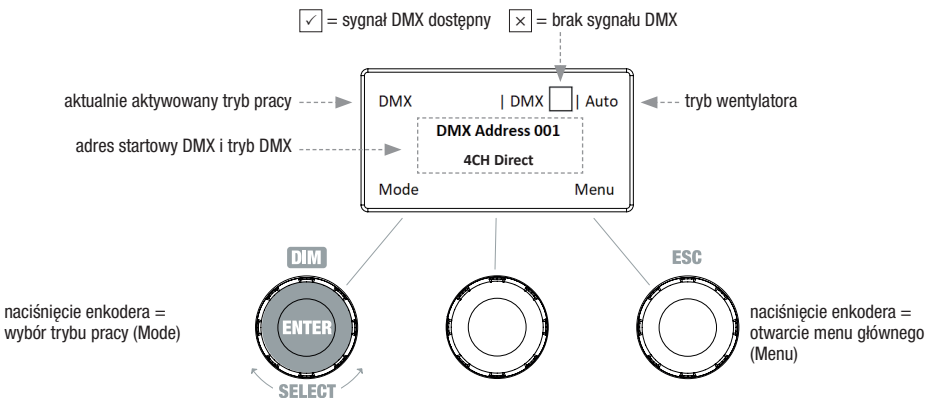 ✓ = sygnał DMX dostępny × = brak sygnału DMX
aktualnie aktywowany tryb pracy
DMX | DMX | Auto
tryb wentylatora
adres startowy DMX i tryb DMX
DMX Address 001
4CH Direct
Mode Menu
DIM
ESC
naciśnięcie enkodera =
wybór trybu pracy (Mode)
ENTER
SELECT
naciśnięcie enkodera =
otwarcie menu głównego
(Menu)